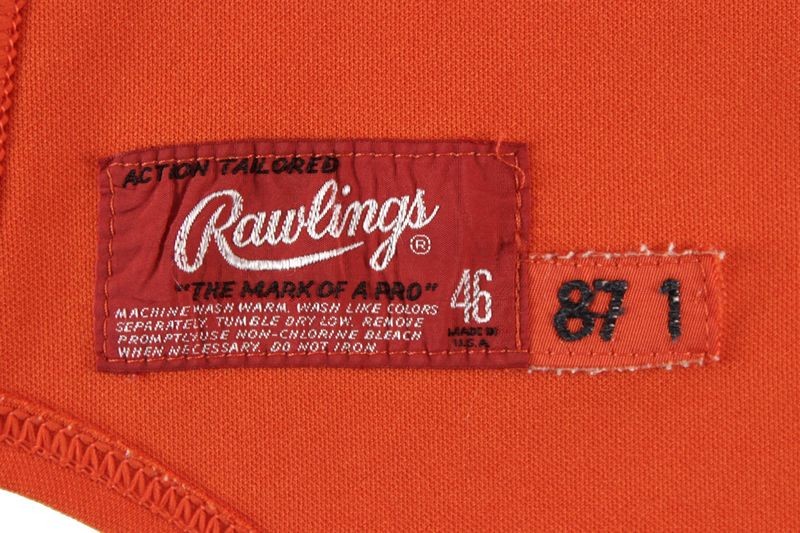 ACTION TAILORED
Rawlings®
"THE MARK OF A PRO"
46
MACHINE WASH WARM, WASH LIKE COLORS
SEPARATELY, TUMBLE DRY LOW, REMOVE
PROMPTLY USE NON-CHLORINE BLEACH
WHEN NECESSARY, DO NOT IRON
MADE IN
U.S.A.
87 1